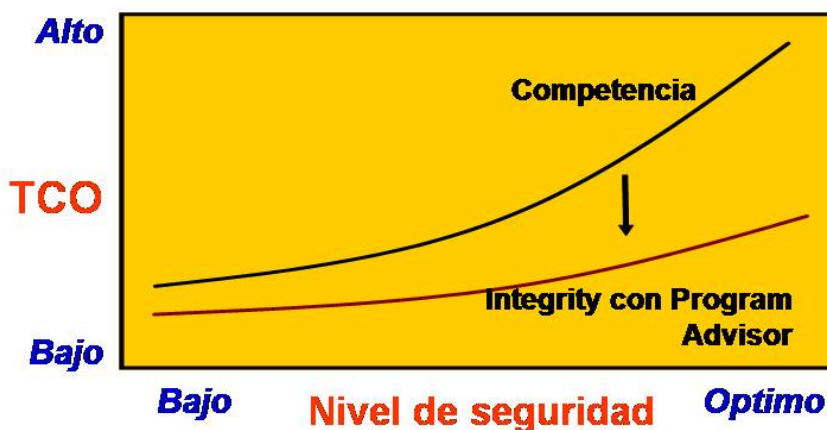 Alto
Competencia
TCO
Integrity con Program
Advisor
Bajo
Bajo
Nivel de seguridad
Optimo